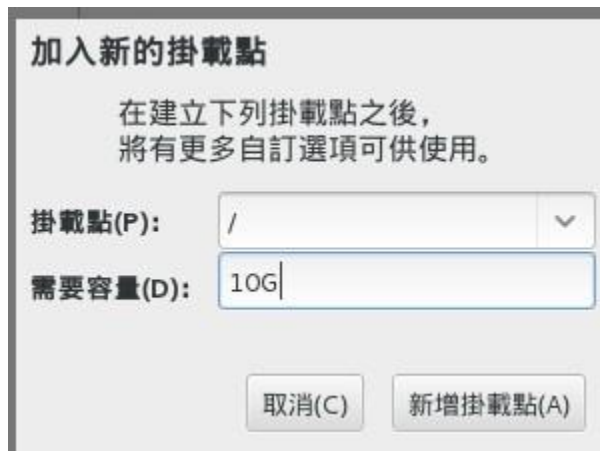 加入新的掛載點
在建立下列掛載點之後，
將有更多自訂選項可供使用。
掛載點(P): /
需要容量(D): 10G
取消(C) 新增掛載點(A)